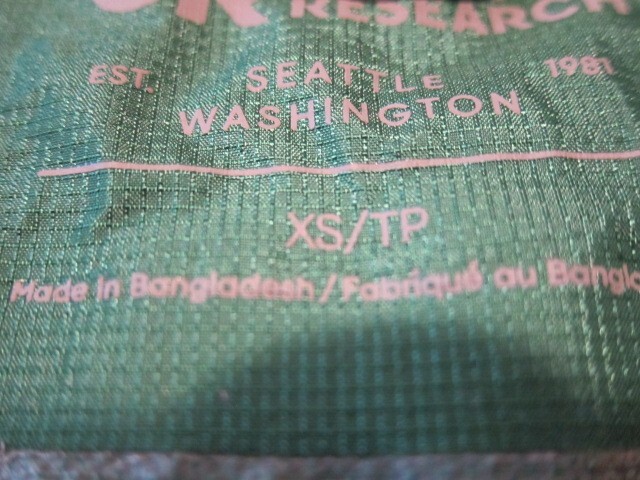 RESEARCH
EST. SEATTLE 1981
WASHINGTON
XS/TP
Made in Bangladesh / Fabriqué au Bangla